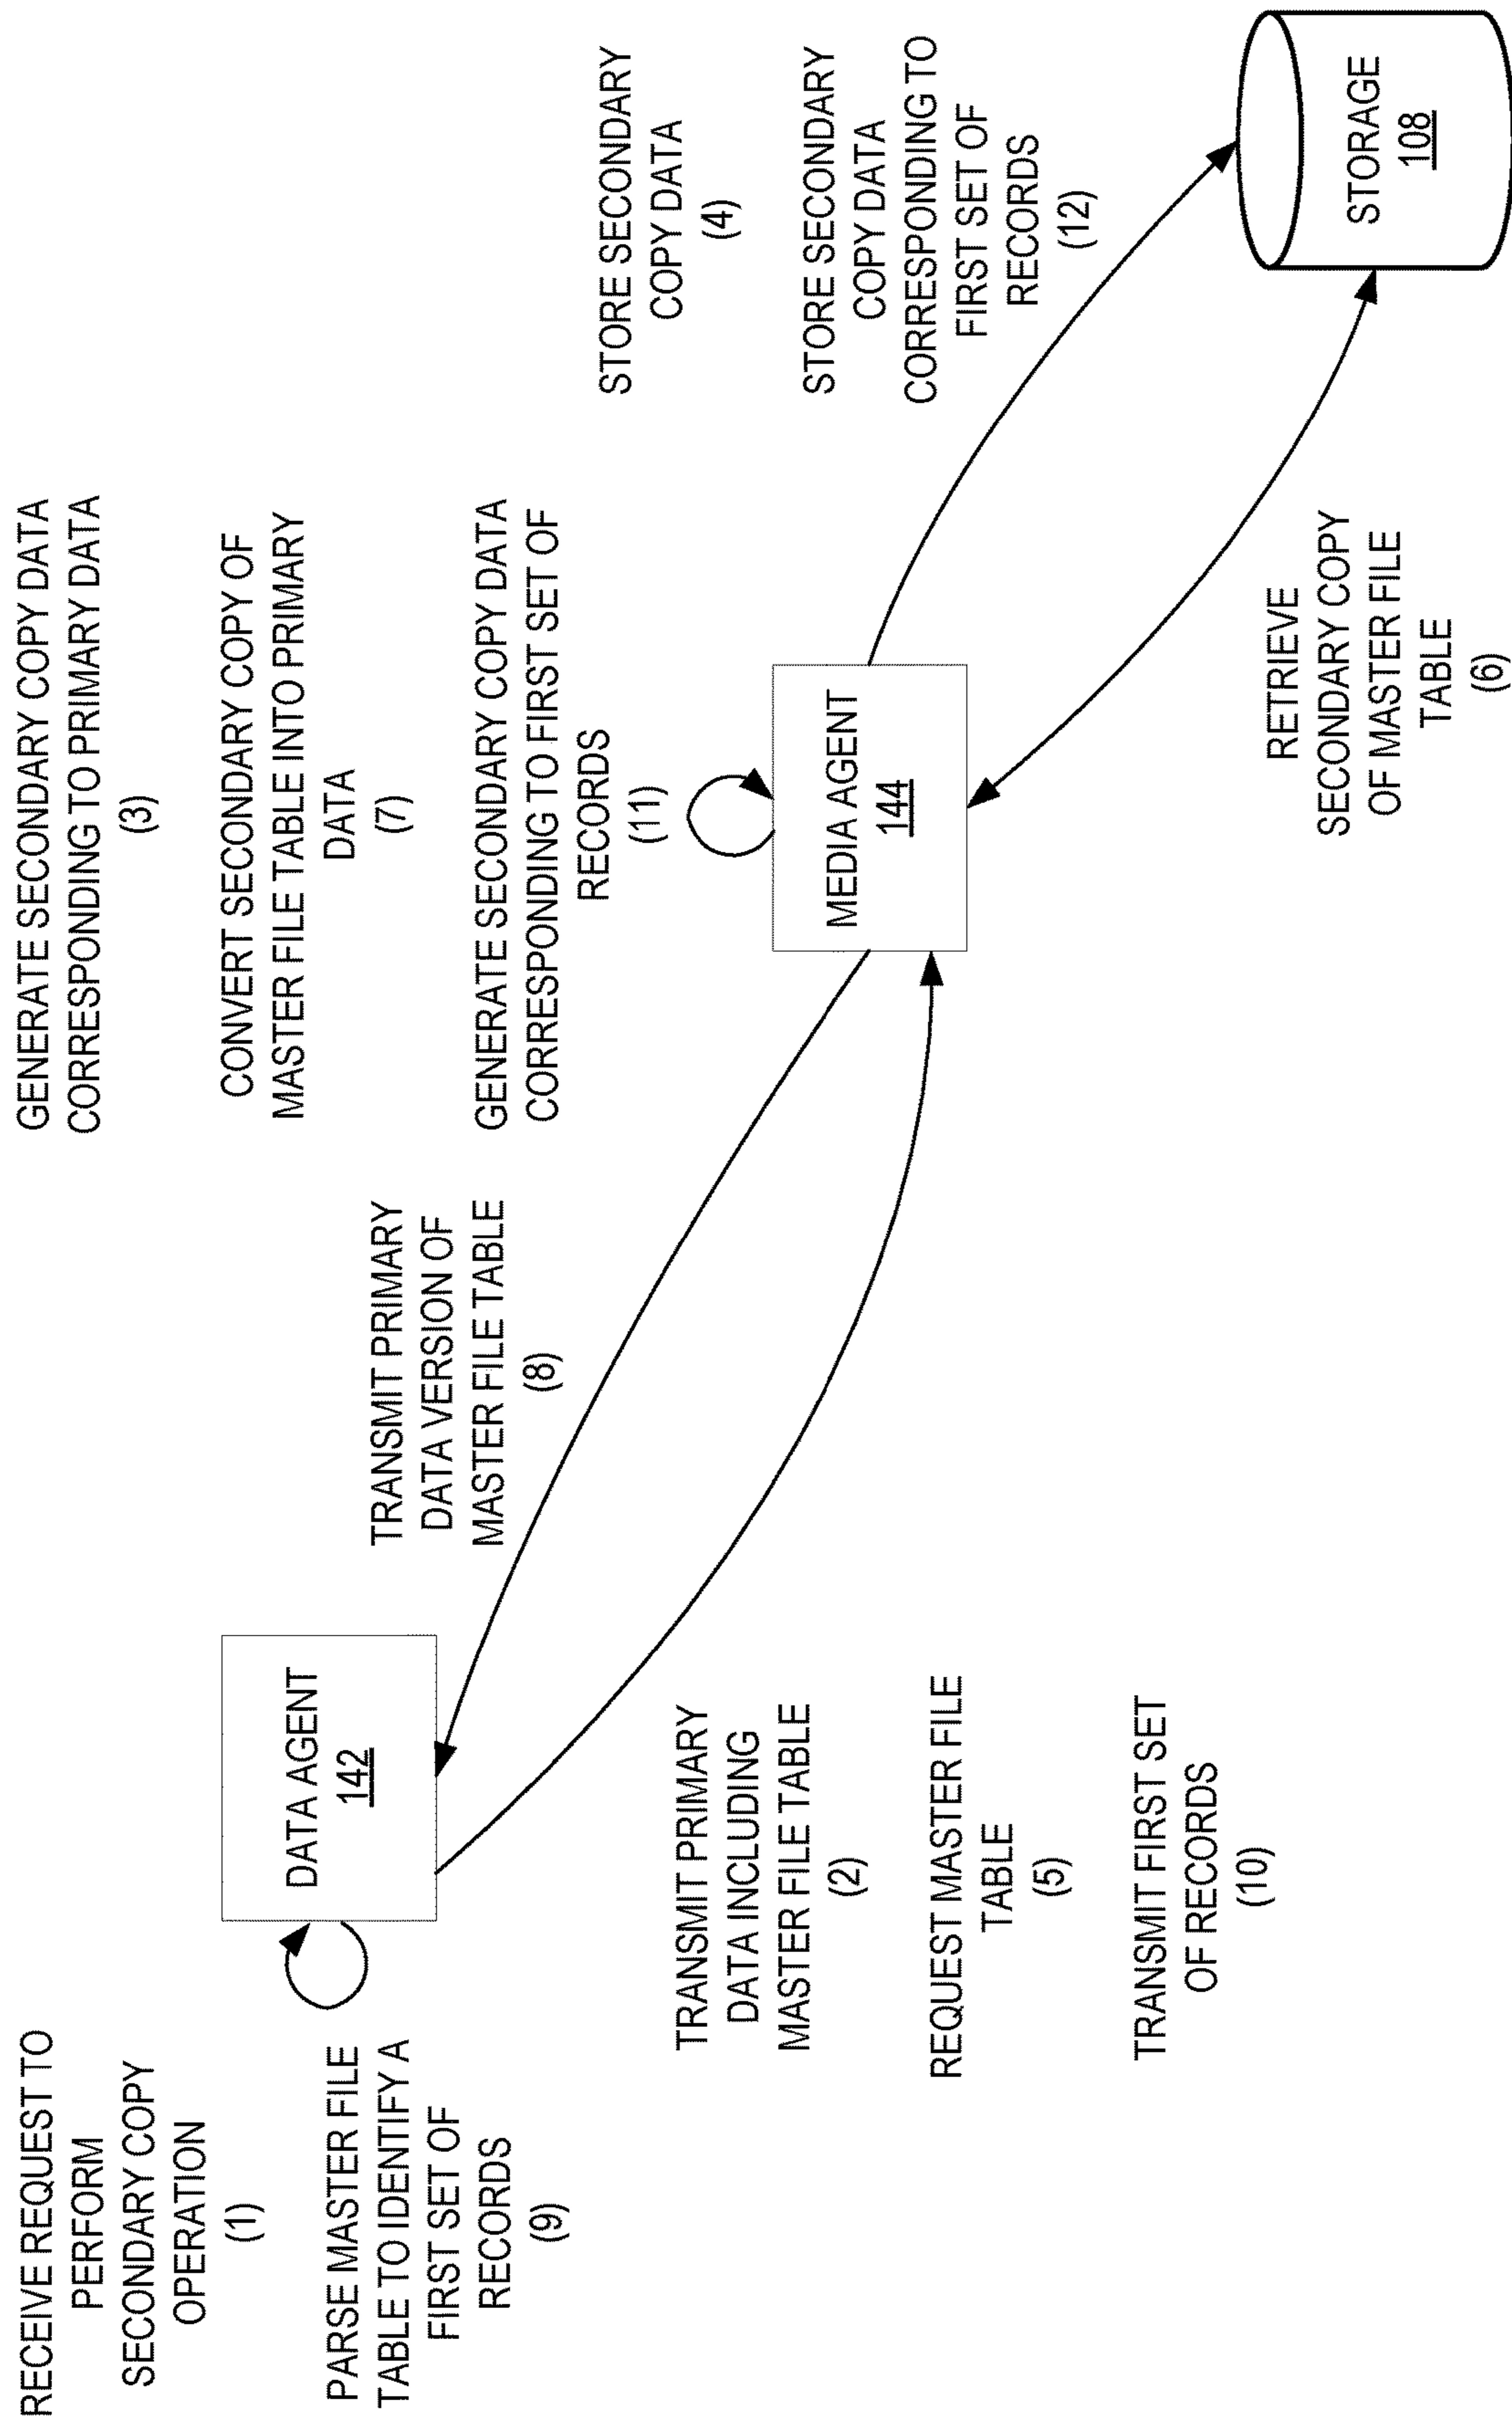 RECEIVE REQUEST TO
PERFORM
SECONDARY COPY
OPERATION
(1)
PARSE MASTER FILE
TABLE TO IDENTIFY A
FIRST SET OF
RECORDS
(9)
DATA AGENT
142
TRANSMIT PRIMARY
DATA INCLUDING
MASTER FILE TABLE
(2)
REQUEST MASTER FILE
TABLE
(5)
TRANSMIT FIRST SET
OF RECORDS
(10)
TRANSMIT PRIMARY
DATA VERSION OF
MASTER FILE TABLE
(8)
GENERATE SECONDARY COPY DATA
CORRESPONDING TO PRIMARY DATA
(3)
CONVERT SECONDARY COPY OF
MASTER FILE TABLE INTO PRIMARY
DATA
(7)
GENERATE SECONDARY COPY DATA
CORRESPONDING TO FIRST SET OF
RECORDS
(11)
MEDIA AGENT
144
RETRIEVE
SECONDARY COPY
OF MASTER FILE
TABLE
(6)
STORE SECONDARY
COPY DATA
(4)
STORE SECONDARY
COPY DATA
CORRESPONDING TO
FIRST SET OF
RECORDS
(12)
STORAGE
108